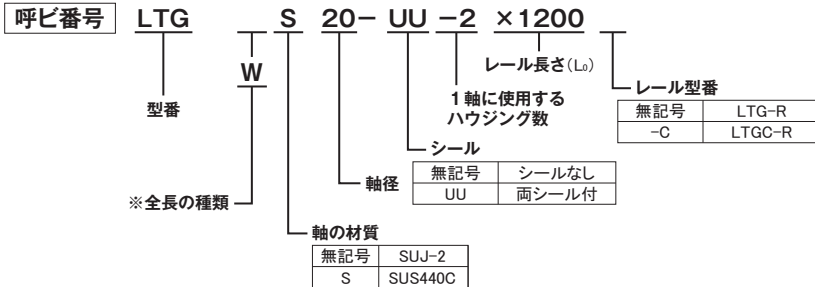 呼ビ番号 LTG S 20- UU -2 ×1200
W
レール長さ(L₀)
レール型番
無記号 LTG-R
-C LTGC-R
1軸に使用する
ハウジング数
型番
シール
無記号 シールなし
UU 両シール付
軸径
※全長の種類
軸の材質
無記号 SUJ-2
S SUS440C